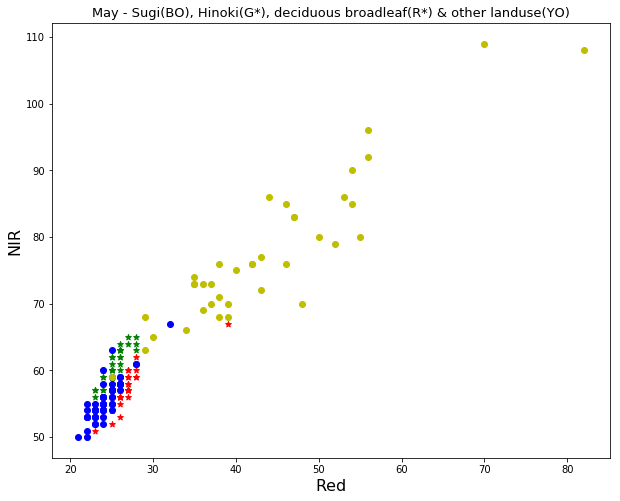 May - Sugi(BO), Hinoki(G*), deciduous broadleaf(R*) & other landuse(YO)
110
100
90
80
70
60
50
NIR
20 30 40 50 60 70 80
Red